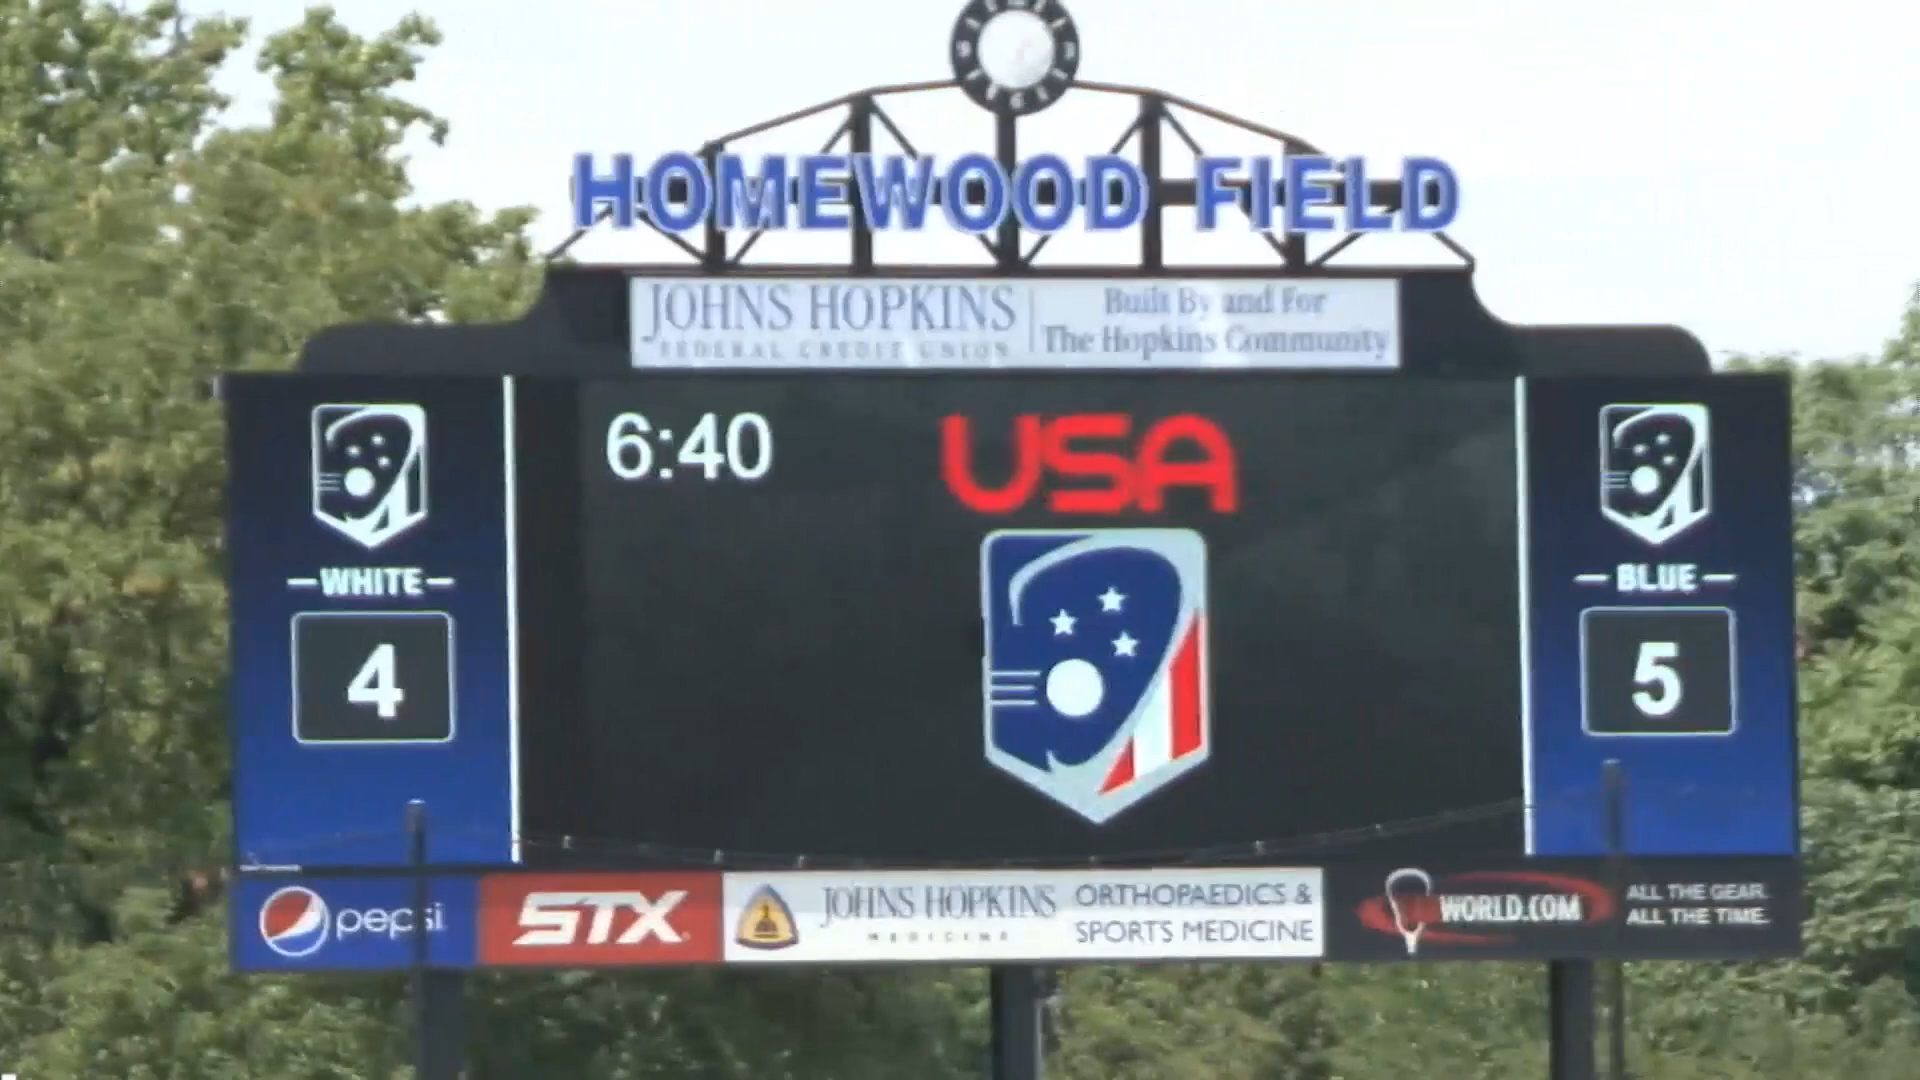 HOMEWOOD FIELD
JOHNS HOPKINS
FEDERAL CREDIT UNION
Built By and For
The Hopkins Community
6:40
USA
WHITE
4
BLUE
5
pepsi
STX
JOHNS HOPKINS
MEDICINE
ORTHOPAEDICS &
SPORTS MEDICINE
WORLD.COM
ALL THE GEAR.
ALL THE TIME.